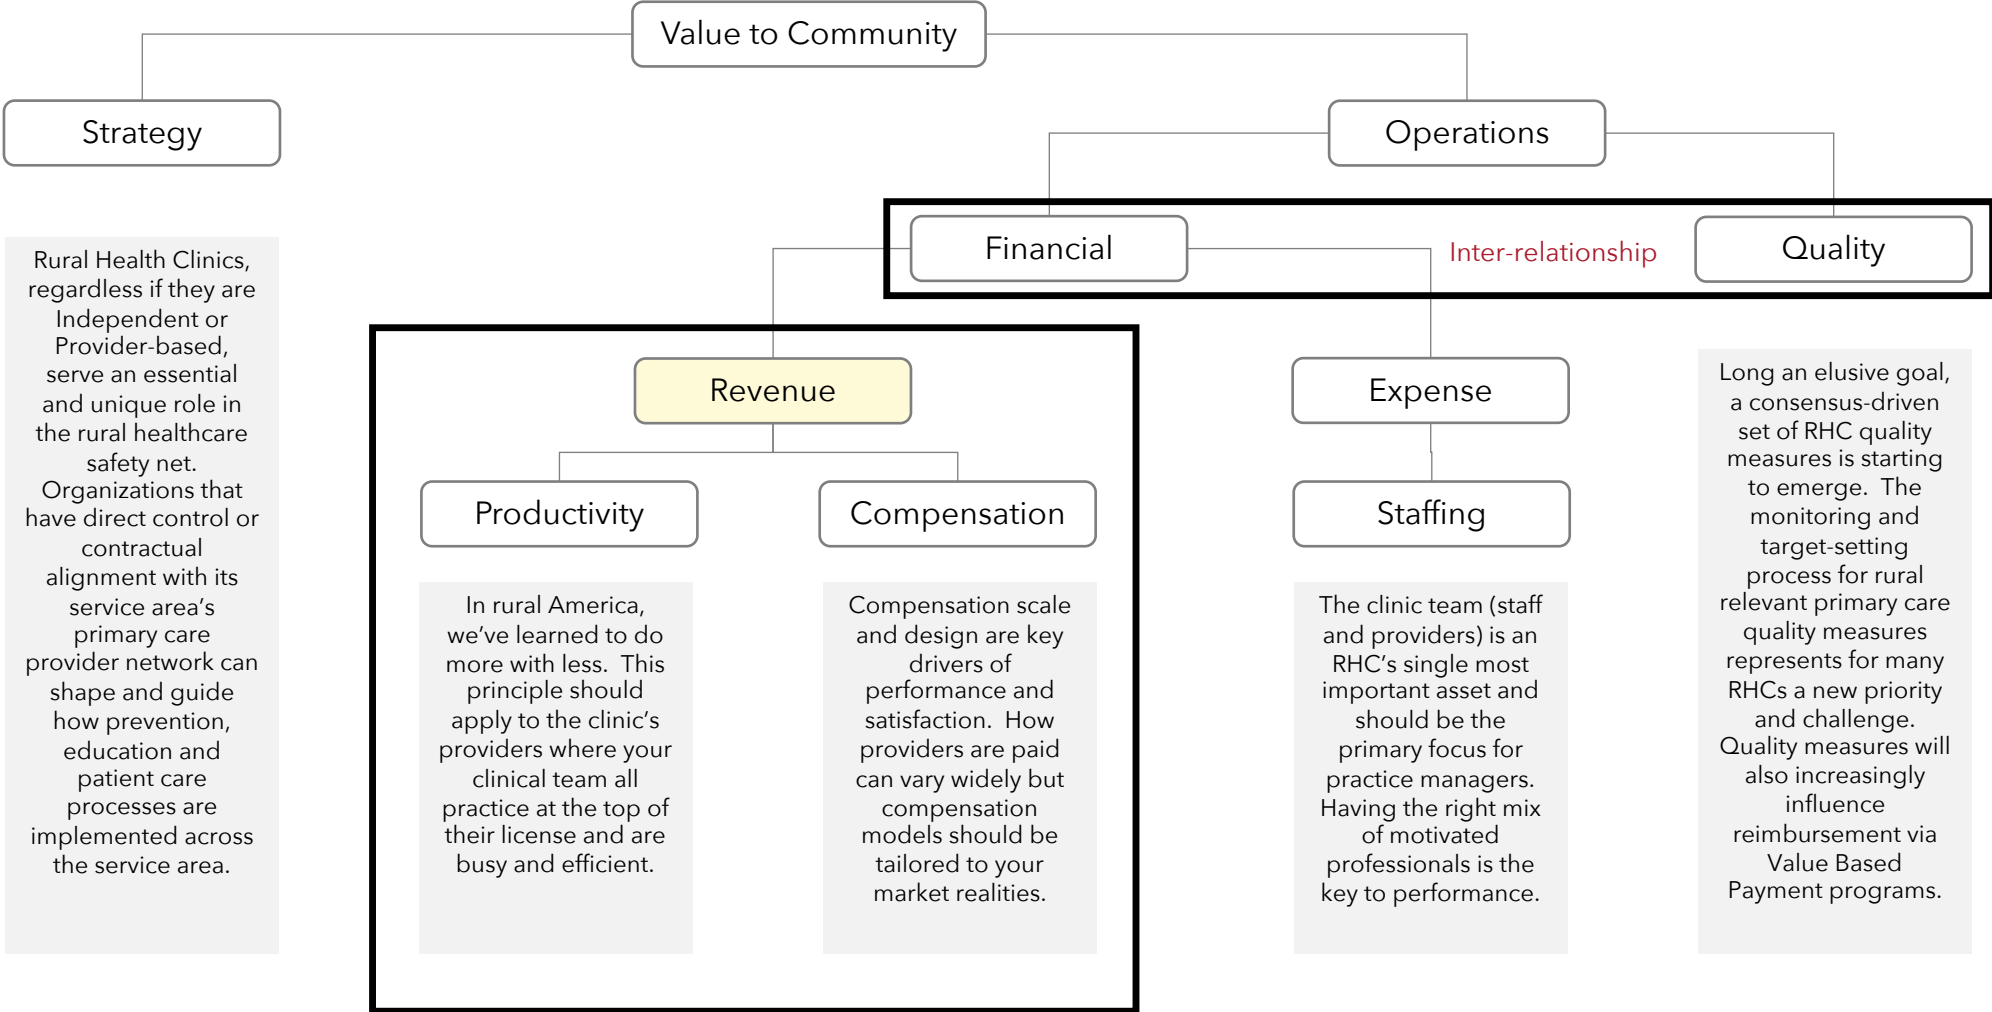 Value to Community
Strategy
Operations
Financial
Inter-relationship
Quality
Revenue
Expense
Productivity
Compensation
Staffing
Rural Health Clinics,
regardless if they are
Independent or
Provider-based,
serve an essential
and unique role in
the rural healthcare
safety net.
Organizations that
have direct control or
contractual
alignment with its
service area’s
primary care
provider network can
shape and guide
how prevention,
education and
patient care
processes are
implemented across
the service area.
In rural America,
we’ve learned to do
more with less.  This
principle should
apply to the clinic’s
providers where your
clinical team all
practice at the top of
their license and are
busy and efficient.
Compensation scale
and design are key
drivers of
performance and
satisfaction.  How
providers are paid
can vary widely but
compensation
models should be
tailored to your
market realities.
The clinic team (staff
and providers) is an
RHC’s single most
important asset and
should be the
primary focus for
practice managers.
Having the right mix
of motivated
professionals is the
key to performance.
Long an elusive goal,
a consensus-driven
set of RHC quality
measures is starting
to emerge.  The
monitoring and
target-setting
process for rural
relevant primary care
quality measures
represents for many
RHCs a new priority
and challenge.
Quality measures will
also increasingly
influence
reimbursement via
Value Based
Payment programs.